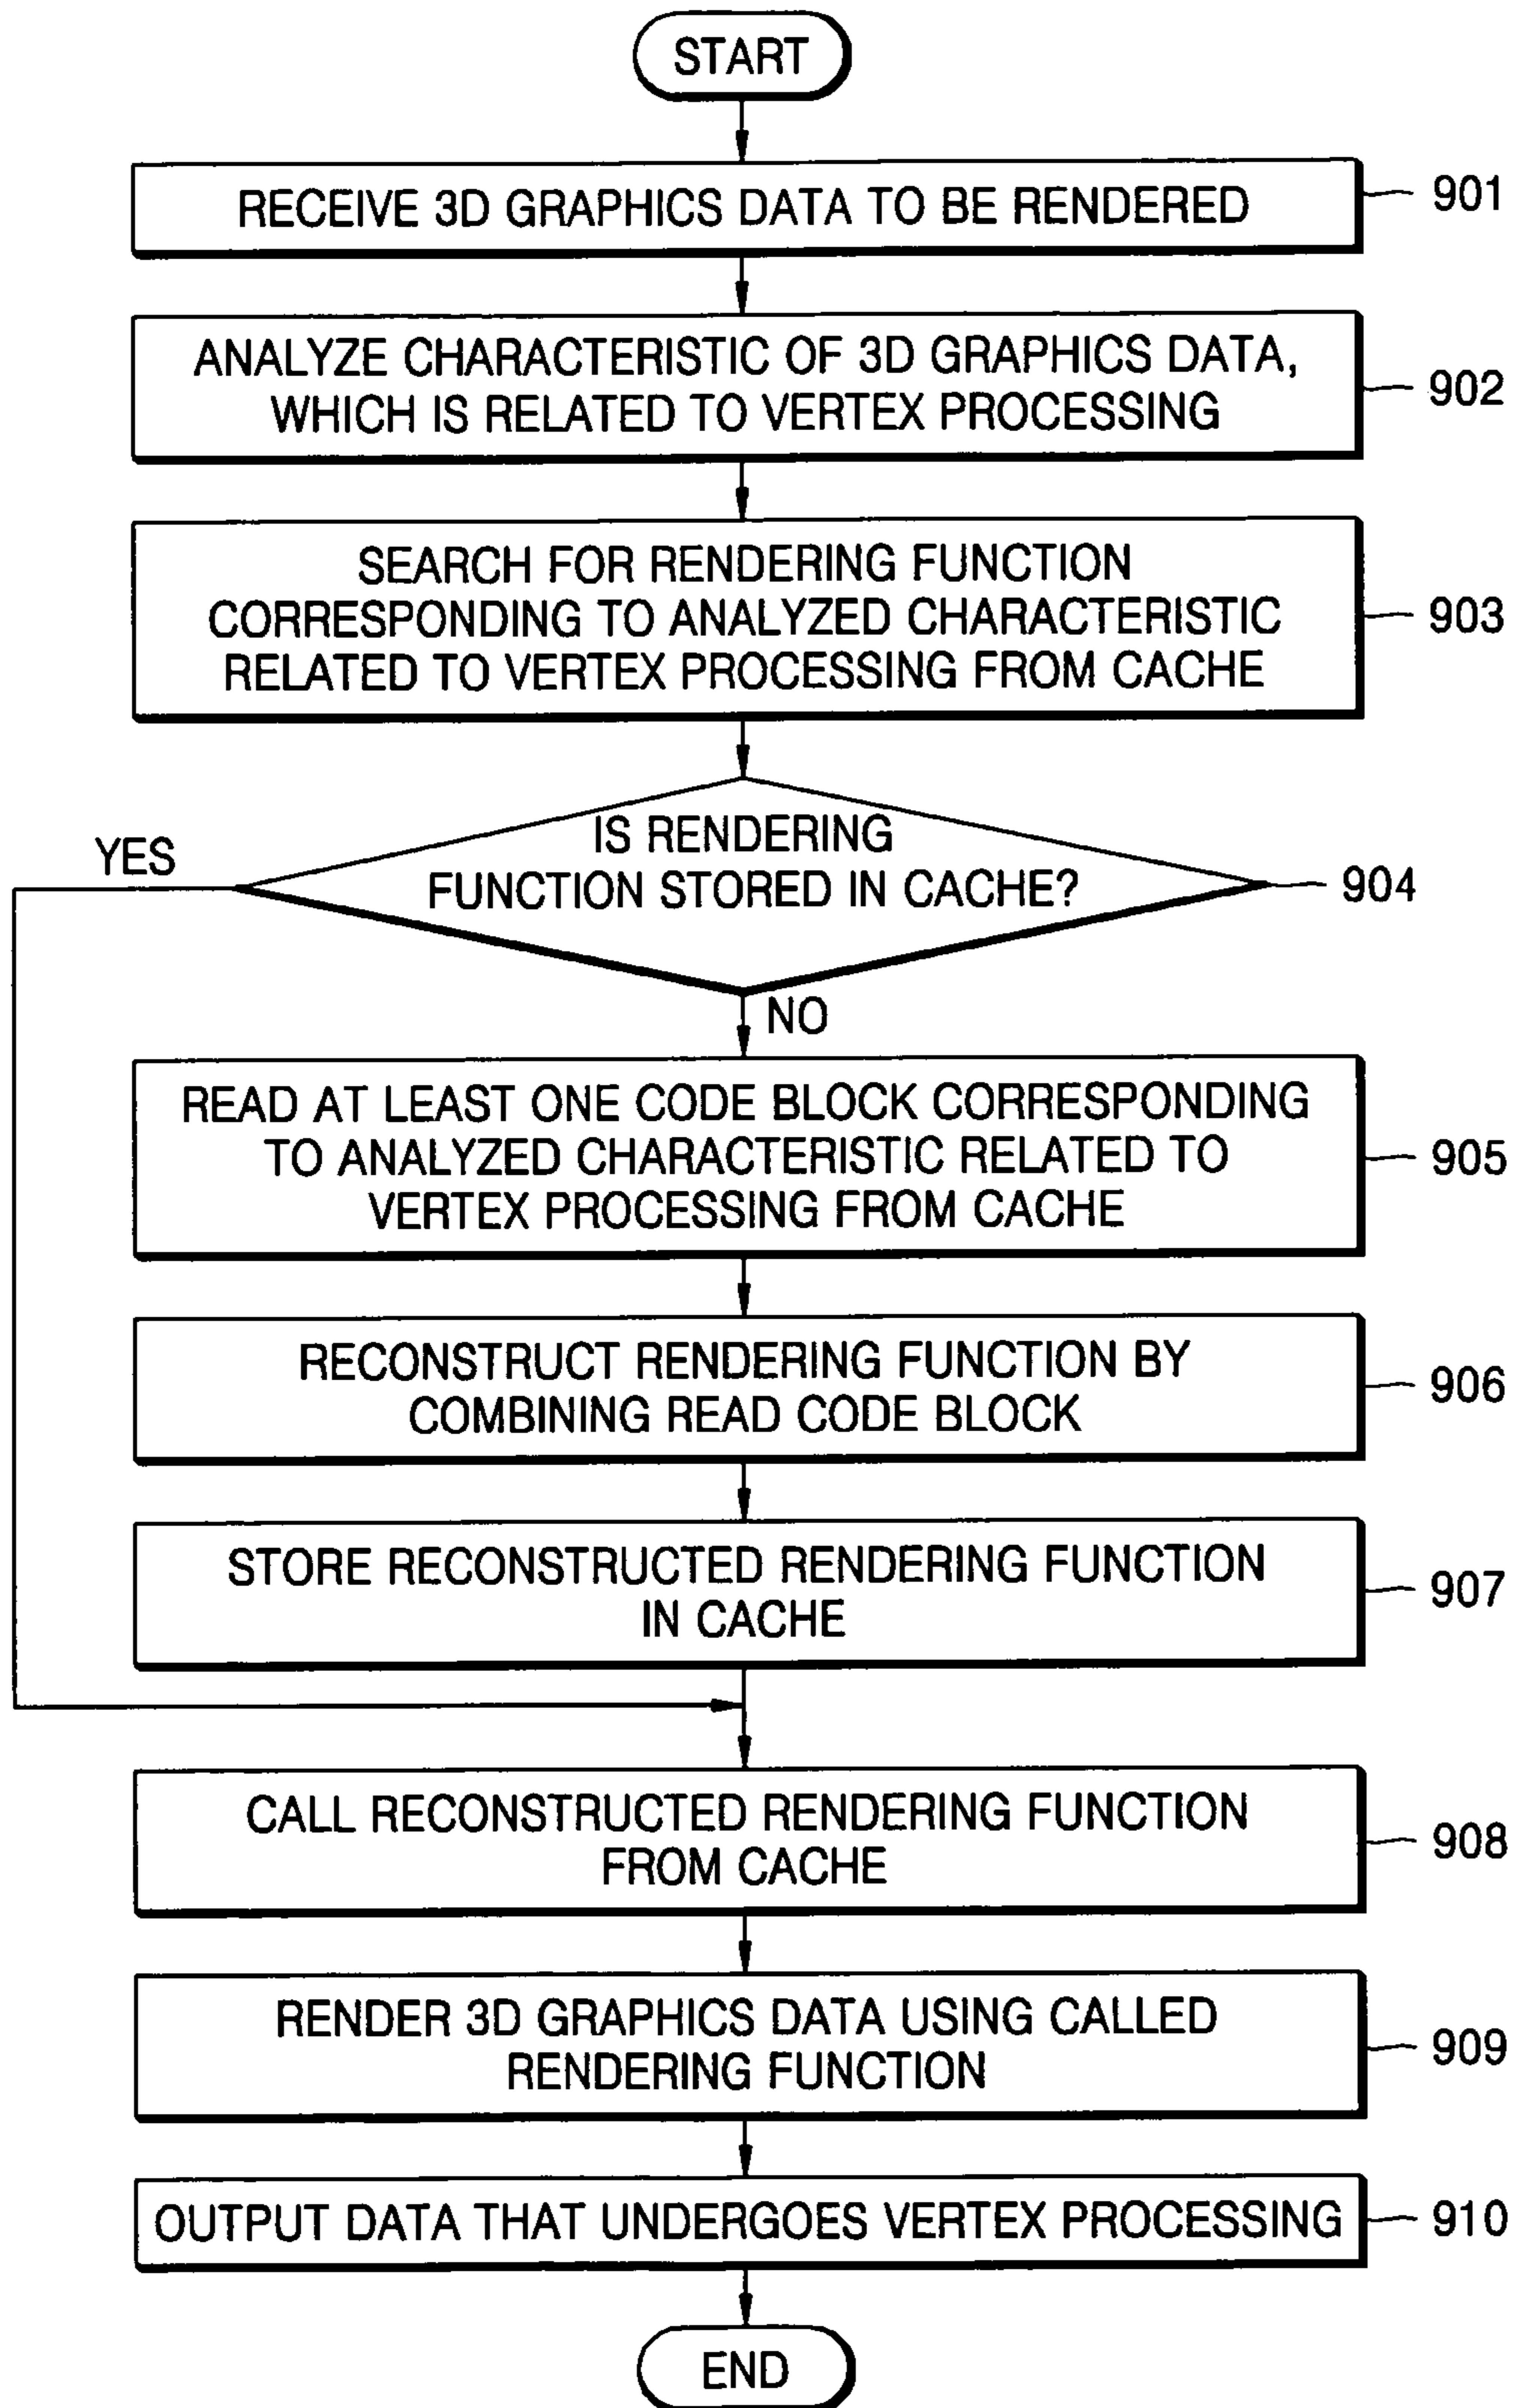 START
RECEIVE 3D GRAPHICS DATA TO BE RENDERED
901
ANALYZE CHARACTERISTIC OF 3D GRAPHICS DATA,
WHICH IS RELATED TO VERTEX PROCESSING
902
SEARCH FOR RENDERING FUNCTION
CORRESPONDING TO ANALYZED CHARACTERISTIC
RELATED TO VERTEX PROCESSING FROM CACHE
903
YES
IS RENDERING
FUNCTION STORED IN CACHE?
904
NO
READ AT LEAST ONE CODE BLOCK CORRESPONDING
TO ANALYZED CHARACTERISTIC RELATED TO
VERTEX PROCESSING FROM CACHE
905
RECONSTRUCT RENDERING FUNCTION BY
COMBINING READ CODE BLOCK
906
STORE RECONSTRUCTED RENDERING FUNCTION
IN CACHE
907
CALL RECONSTRUCTED RENDERING FUNCTION
FROM CACHE
908
RENDER 3D GRAPHICS DATA USING CALLED
RENDERING FUNCTION
909
OUTPUT DATA THAT UNDERGOES VERTEX PROCESSING
910
END